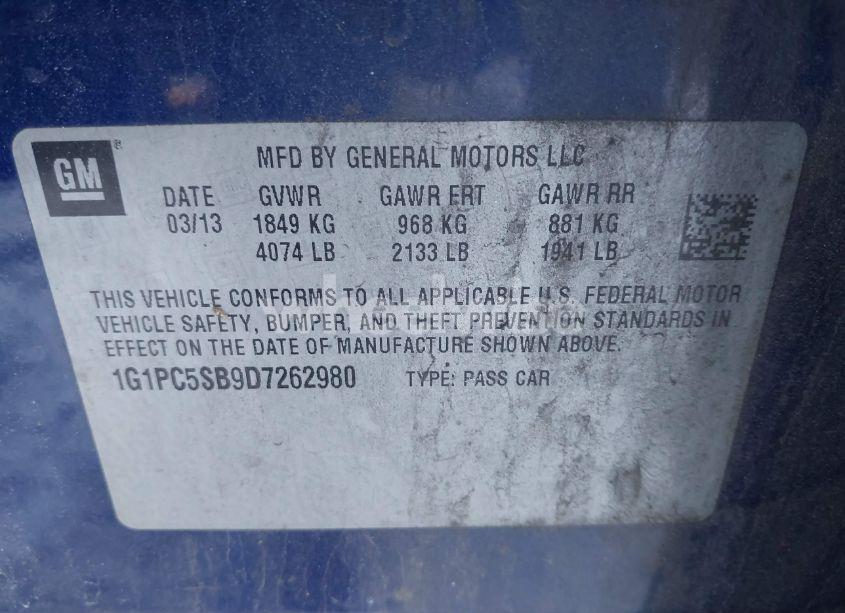 GM ®
MFD BY GENERAL MOTORS LLC
DATE GVWR GAWR FRT GAWR RR
03/13 1849 KG 968 KG 881 KG
4074 LB 2133 LB 1941 LB
THIS VEHICLE CONFORMS TO ALL APPLICABLE U.S. FEDERAL MOTOR
VEHICLE SAFETY, BUMPER, AND THEFT PREVENTION STANDARDS IN
EFFECT ON THE DATE OF MANUFACTURE SHOWN ABOVE.
1G1PC5SB9D7262980 TYPE: PASS CAR